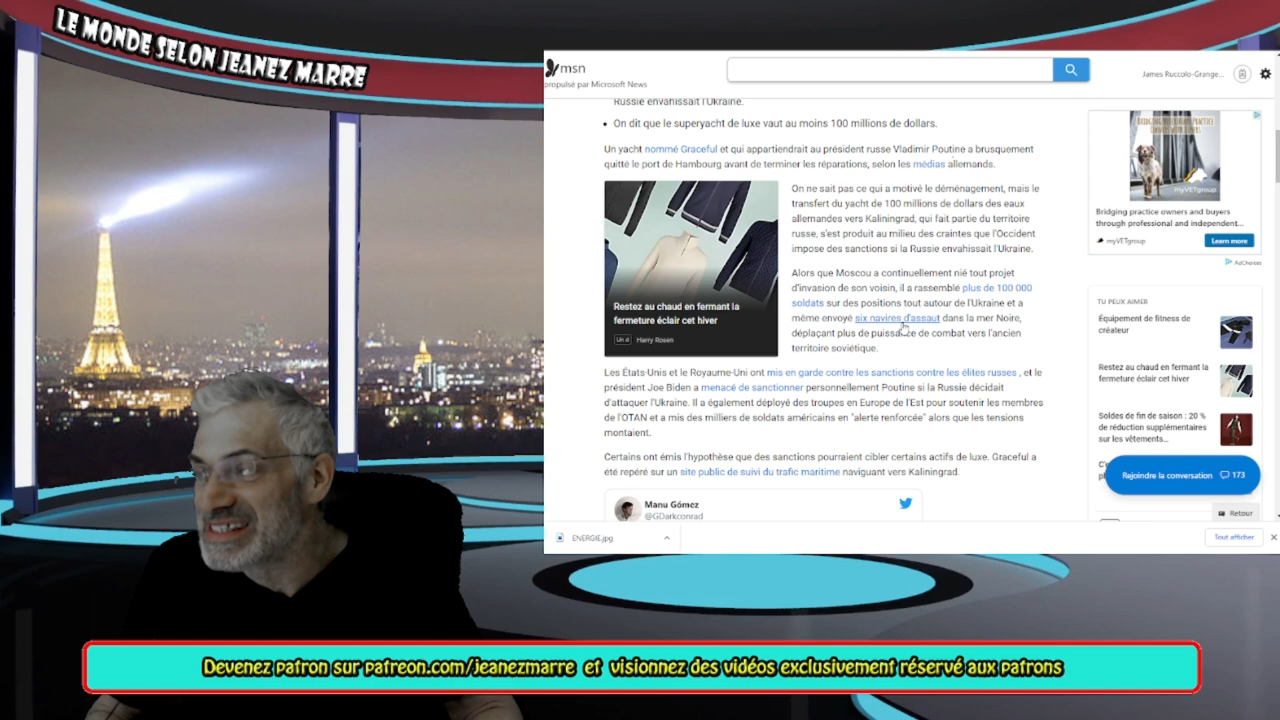 LE MONDE SELON JEANEZ MARRE
msn
propulsé par Microsoft News
James Ruccolo-Grange...
Russie envahissait l'Ukraine.
• On dit que le superyacht de luxe vaut au moins 100 millions de dollars.
Un yacht nommé Graceful et qui appartiendrait au président russe Vladimir Poutine a brusquement
quitté le port de Hambourg avant de terminer les réparations, selon les médias allemands.
On ne sait pas ce qui a motivé le déménagement, mais le
transfert du yacht de 100 millions de dollars des eaux
allemandes vers Kaliningrad, qui fait partie du territoire
russe, s'est produit au milieu des craintes que l'Occident
impose des sanctions si la Russie envahissait l'Ukraine.
Alors que Moscou a continuellement nié tout projet
d'invasion de son voisin, il a rassemblé plus de 100 000
soldats sur des positions tout autour de l'Ukraine et a
même envoyé six navires d'assaut dans la mer Noire,
déplaçant plus de puissance de combat vers l'ancien
territoire soviétique.
Restez au chaud en fermant la
fermeture éclair cet hiver
Un d Harry Rosen
Les États-Unis et le Royaume-Uni ont mis en garde contre les sanctions contre les élites russes , et le
président Joe Biden a menacé de sanctionner personnellement Poutine si la Russie décidait
d'attaquer l'Ukraine. Il a également déployé des troupes en Europe de l'Est pour soutenir les membres
de l'OTAN et a mis des milliers de soldats américains en "alerte renforcée" alors que les tensions
montaient.
Certains ont émis l'hypothèse que des sanctions pourraient cibler certains actifs de luxe. Graceful a
été repéré sur un site public de suivi du trafic maritime naviguant vers Kaliningrad.
Manu Gómez
@GDarkconrad
BRIDGING PRACTICE
OWNERS AND BUYERS
myVETgroup
Bridging practice owners and buyers
through professional and independent...
myVETgroup
Learn more
AdChoices
TU PEUX AIMER
Équipement de fitness de
créateur
Restez au chaud en fermant la
fermeture éclair cet hiver
Soldes de fin de saison : 20 %
de réduction supplémentaires
sur les vêtements...
Rejoindre la conversation 173
Retour
ENERGIE.jpg
Tout afficher
Devenez patron sur patreon.com/jeanezmarre et visionnez des vidéos exclusivement réservé aux patrons